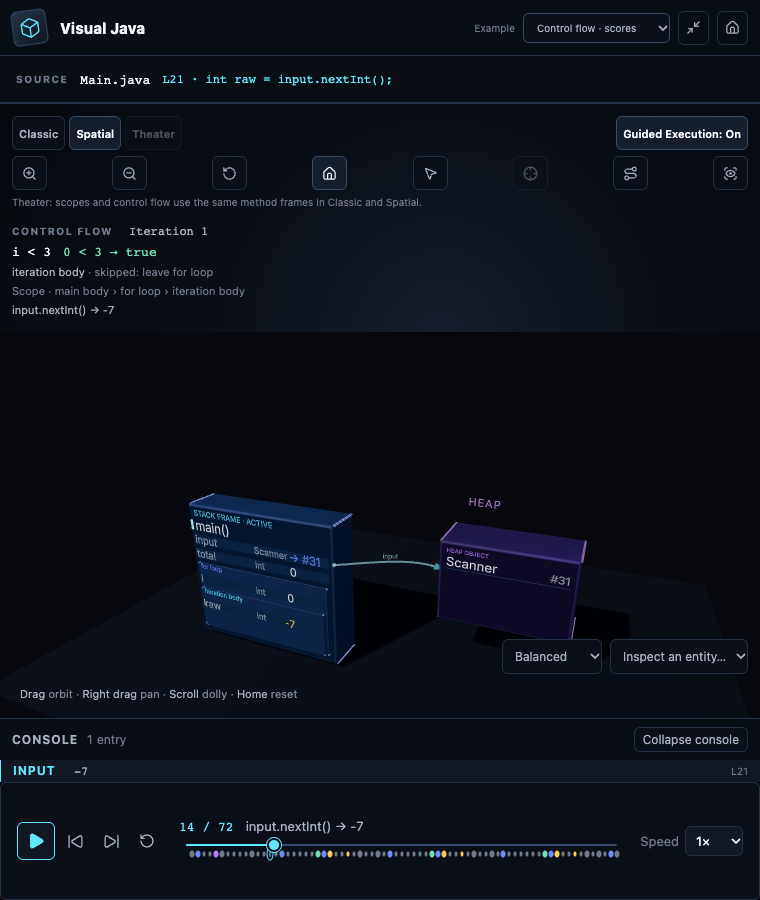 Visual Java
Example
Control flow · scores
SOURCE Main.java L21 · int raw = input.nextInt();
Classic Spatial Theater
Guided Execution: On
Theater: scopes and control flow use the same method frames in Classic and Spatial.
CONTROL FLOW Iteration 1
i < 3 0 < 3 → true
iteration body · skipped: leave for loop
Scope · main body › for loop › iteration body
input.nextInt() → -7
STACK FRAME · ACTIVE
main()
input Scanner → #31
total int 0
for loop
i int 0
iteration body
raw int -7
input
HEAP
HEAP OBJECT
Scanner
#31
Balanced
Inspect an entity...
Drag orbit · Right drag pan · Scroll dolly · Home reset
CONSOLE 1 entry
Collapse console
INPUT -7 L21
14 / 72 input.nextInt() → -7
Speed 1×